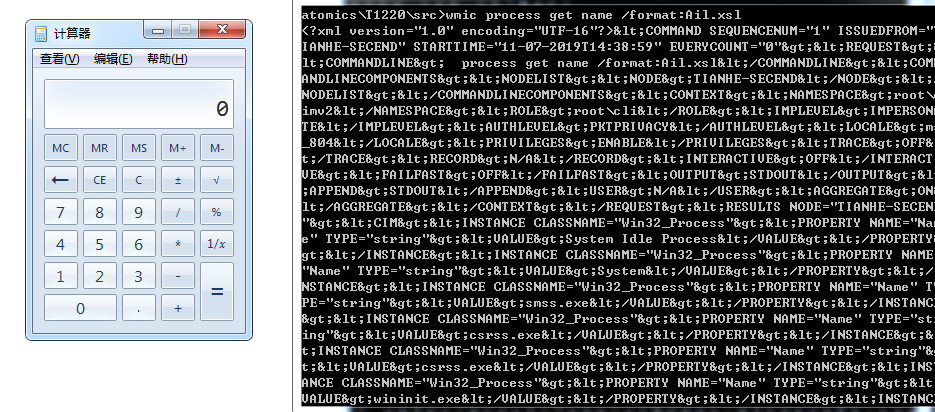 计算器
查看(V) 编辑(E) 帮助(H)
0
MC MR MS M+ M-
← CE C ± √
7 8 9 / %
4 5 6 * 1/x
1 2 3 - =
0 . +
atomics\T1220\src>wmic process get name /format:Ail.xsl
<?xml version="1.0" encoding="UTF-16"?>&lt;COMMAND SEQUENCENUM="1" ISSUEDFROM="
IANHE-SECEND" STARTTIME="11-07-2019T14:38:59" EVERYCOUNT="0"&gt;&lt;REQUEST&gt;
lt;COMMANDLINE&gt;  process get name /format:Ail.xsl&lt;/COMMANDLINE&gt;&lt;COM
ANDLINECOMPONENTS&gt;&lt;NODELIST&gt;&lt;NODE&gt;TIANHE-SECEND&lt;/NODE&gt;&lt;/
NODELIST&gt;&lt;/COMMANDLINECOMPONENTS&gt;&lt;CONTEXT&gt;&lt;NAMESPACE&gt;root\
imv2&lt;/NAMESPACE&gt;&lt;ROLE&gt;root\cli&lt;/ROLE&gt;&lt;IMPLEVEL&gt;IMPERSONA
TE&lt;/IMPLEVEL&gt;&lt;AUTHLEVEL&gt;PKTPRIVACY&lt;/AUTHLEVEL&gt;&lt;LOCALE&gt;m
_804&lt;/LOCALE&gt;&lt;PRIVILEGES&gt;ENABLE&lt;/PRIVILEGES&gt;&lt;TRACE&gt;OFF&
t;/TRACE&gt;&lt;RECORD&gt;N/A&lt;/RECORD&gt;&lt;INTERACTIVE&gt;OFF&lt;/INTERACT
VE&gt;&lt;FAILFAST&gt;OFF&lt;/FAILFAST&gt;&lt;OUTPUT&gt;STDOUT&lt;/OUTPUT&gt;&l
;APPEND&gt;STDOUT&lt;/APPEND&gt;&lt;USER&gt;N/A&lt;/USER&gt;&lt;AGGREGATE&gt;ON
lt;/AGGREGATE&gt;&lt;/CONTEXT&gt;&lt;/REQUEST&gt;&lt;RESULTS NODE="TIANHE-SECEN
"&gt;&lt;CIM&gt;&lt;INSTANCE CLASSNAME="Win32_Process"&gt;&lt;PROPERTY NAME="Na
e" TYPE="string"&gt;&lt;VALUE&gt;System Idle Process&lt;/VALUE&gt;&lt;/PROPERTY
gt;&lt;/INSTANCE&gt;&lt;INSTANCE CLASSNAME="Win32_Process"&gt;&lt;PROPERTY NAME=
"Name" TYPE="string"&gt;&lt;VALUE&gt;System&lt;/VALUE&gt;&lt;/PROPERTY&gt;&lt;/
NSTANCE&gt;&lt;INSTANCE CLASSNAME="Win32_Process"&gt;&lt;PROPERTY NAME="Name" T
PE="string"&gt;&lt;VALUE&gt;smss.exe&lt;/VALUE&gt;&lt;/PROPERTY&gt;&lt;/INSTANC
&gt;&lt;INSTANCE CLASSNAME="Win32_Process"&gt;&lt;PROPERTY NAME="Name" TYPE="st
ing"&gt;&lt;VALUE&gt;csrss.exe&lt;/VALUE&gt;&lt;/PROPERTY&gt;&lt;/INSTANCE&gt;&
t;INSTANCE CLASSNAME="Win32_Process"&gt;&lt;PROPERTY NAME="Name" TYPE="string"&
t;&lt;VALUE&gt;csrss.exe&lt;/VALUE&gt;&lt;/PROPERTY&gt;&lt;/INSTANCE&gt;&lt;INS
ANCE CLASSNAME="Win32_Process"&gt;&lt;PROPERTY NAME="Name" TYPE="string"&gt;&lt
VALUE&gt;wininit.exe&lt;/VALUE&gt;&lt;/PROPERTY&gt;&lt;/INSTANCE&gt;&lt;INSTANC